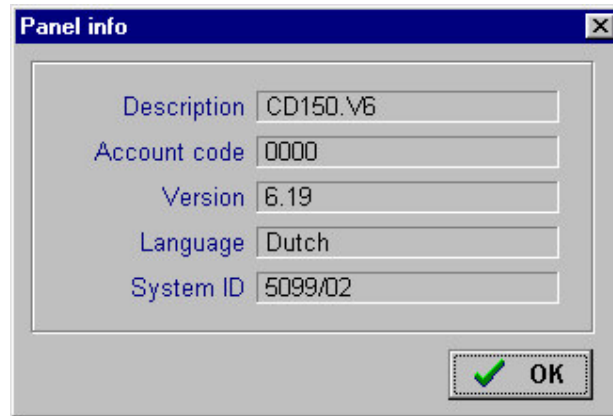 Panel info
Description CD150.V6
Account code 0000
Version 6.19
Language Dutch
System ID 5099/02
OK